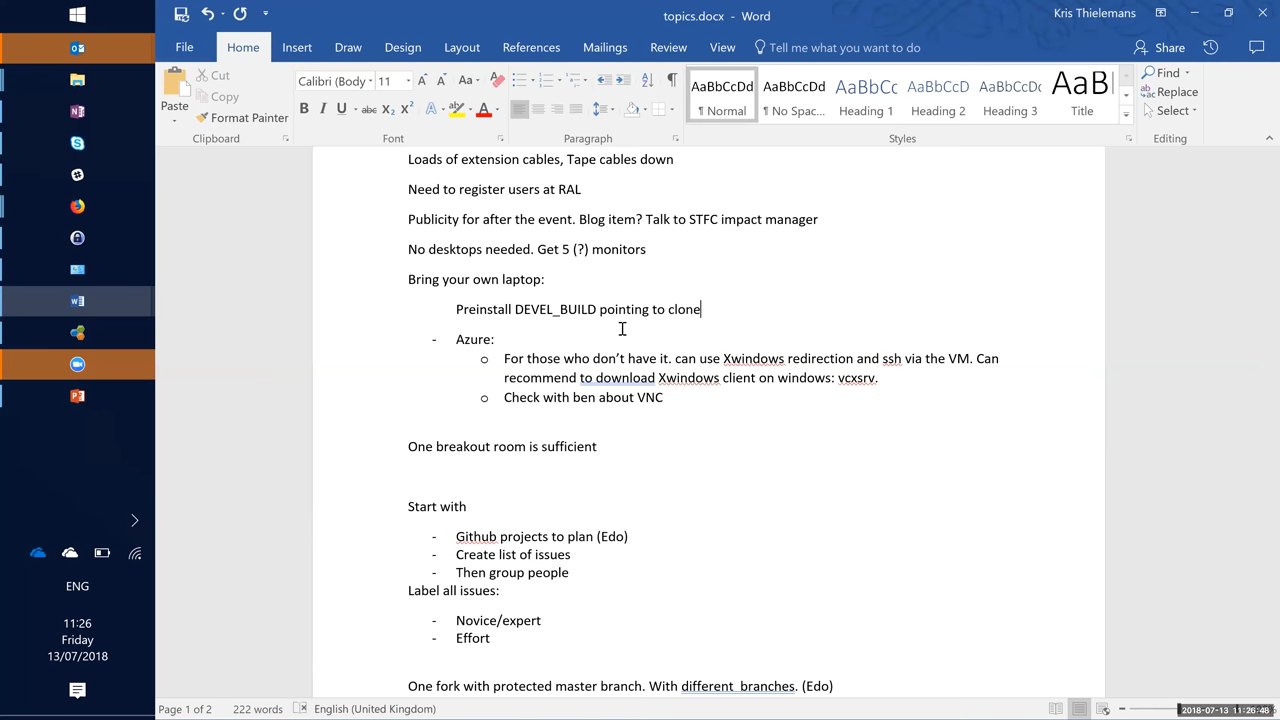 topics.docx - Word
Kris Thielemans
File
Home
Insert
Draw
Design
Layout
References
Mailings
Review
View
Tell me what you want to do
Share
Paste
Cut
Copy
Format Painter
Clipboard
Calibri (Body
11
Font
Paragraph
AaBbCcDd
¶ Normal
AaBbCcDd
¶ No Spac...
AaBbCc
Heading 1
AaBbCcD
Heading 2
AaBbCcDc
Heading 3
AaB
Title
Styles
Find
Replace
Select
Editing
Loads of extension cables, Tape cables down
Need to register users at RAL
Publicity for after the event. Blog item? Talk to STFC impact manager
No desktops needed. Get 5 (?) monitors
Bring your own laptop:
Preinstall DEVEL_BUILD pointing to clone
- Azure:
o For those who don’t have it. can use Xwindows redirection and ssh via the VM. Can
recommend to download Xwindows client on windows: vcxsrv.
o Check with ben about VNC
One breakout room is sufficient
Start with
- Github projects to plan (Edo)
- Create list of issues
- Then group people
Label all issues:
- Novice/expert
- Effort
One fork with protected master branch. With different  branches. (Edo)
ENG
11:26
Friday
13/07/2018
Page 1 of 2
222 words
English (United Kingdom)
2018-07-13 11:26:48